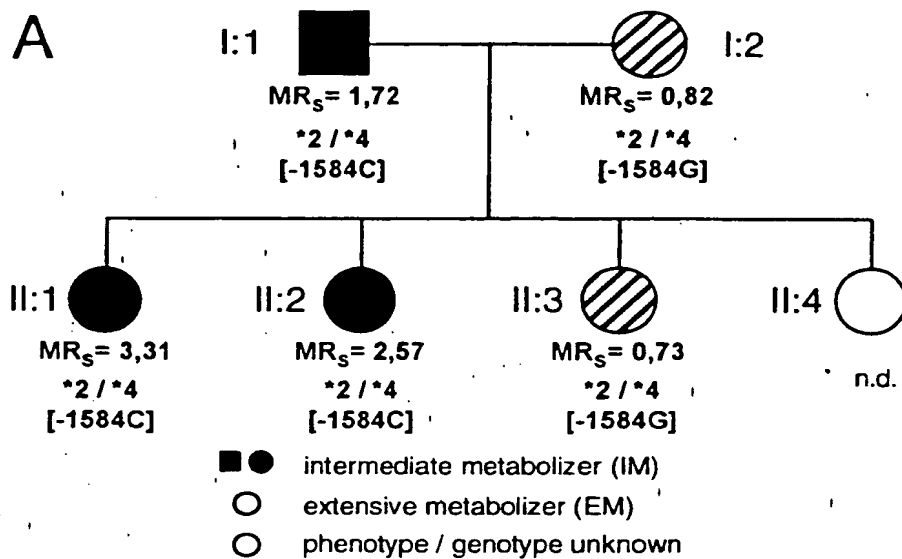 A
I:1
I:2
MRS= 1,72
MRS= 0,82
*2 / *4
*2 / *4
[-1584C]
[-1584G]
II:1
II:2
II:3
II:4
MRS= 3,31
MRS= 2,57
MRS= 0,73
n.d.
*2 / *4
*2 / *4
*2 / *4
[-1584C]
[-1584C]
[-1584G]
intermediate metabolizer (IM)
extensive metabolizer (EM)
phenotype / genotype unknown